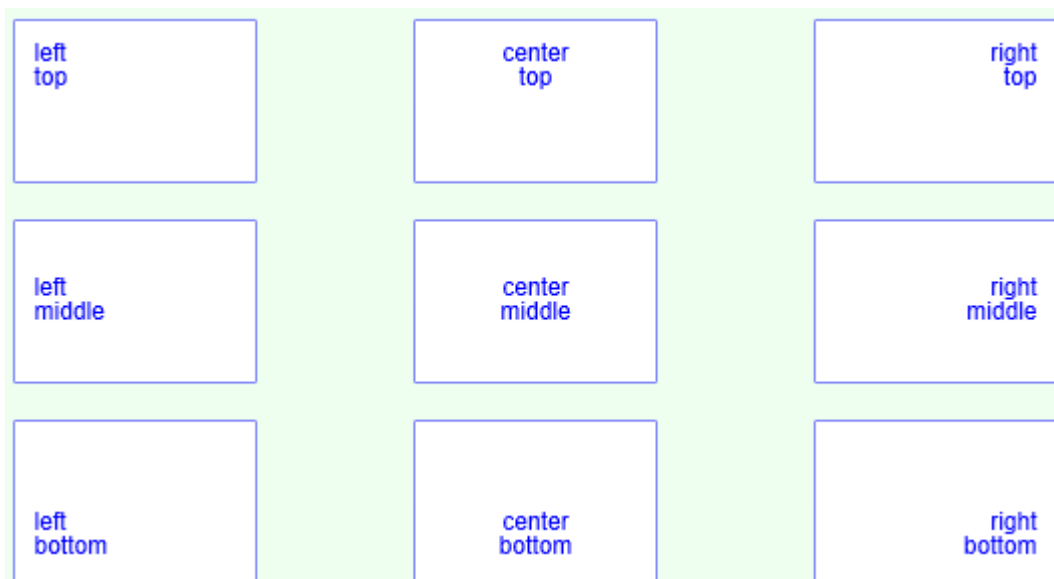 left
top
center
top
right
top
left
middle
center
middle
right
middle
left
bottom
center
bottom
right
bottom